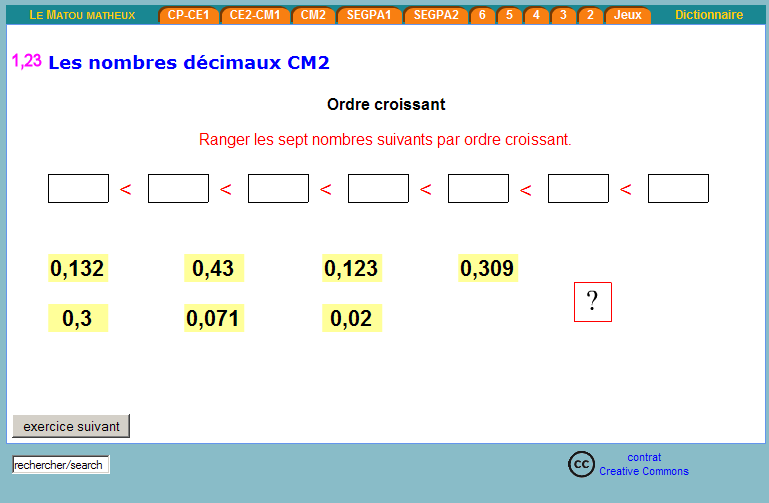 LE MATOU MATHEUX CP-CE1 CE2-CM1 CM2 SEGPA1 SEGPA2 6 5 4 3 2 Jeux Dictionnaire
1,23 Les nombres décimaux CM2
Ordre croissant
Ranger les sept nombres suivants par ordre croissant.
< < < < < <
0,132 0,43 0,123 0,309
?
0,3 0,071 0,02
exercice suivant
rechercher/search
cc contrat
Creative Commons